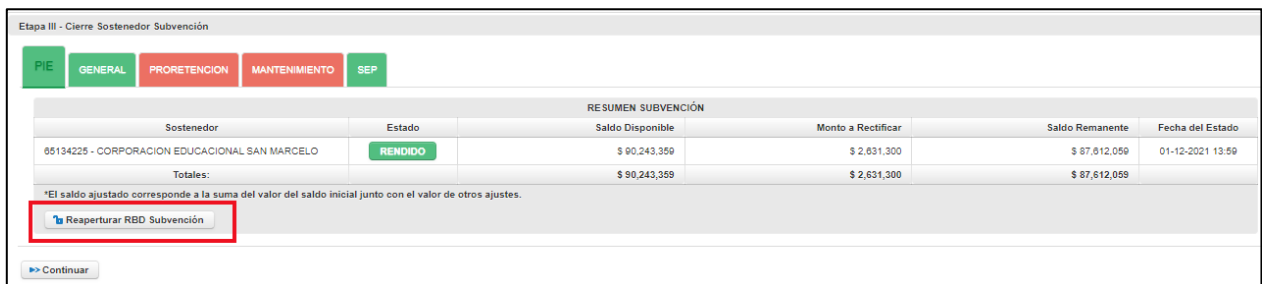 Etapa III - Cierre Sostenedor Subvención
PIE GENERAL PRORETENCION MANTENIMIENTO SEP
RESUMEN SUBVENCIÓN
Sostenedor Estado Saldo Disponible Monto a Rectificar Saldo Remanente Fecha del Estado
65134225 - CORPORACION EDUCACIONAL SAN MARCELO RENDIDO $ 90,243,359 $ 2,631,300 $ 87,612,059 01-12-2021 13:59
Totales: $ 90,243,359 $ 2,631,300 $ 87,612,059
*El saldo ajustado corresponde a la suma del valor del saldo inicial junto con el valor de otros ajustes.
Reaperturar RBD Subvención
Continuar